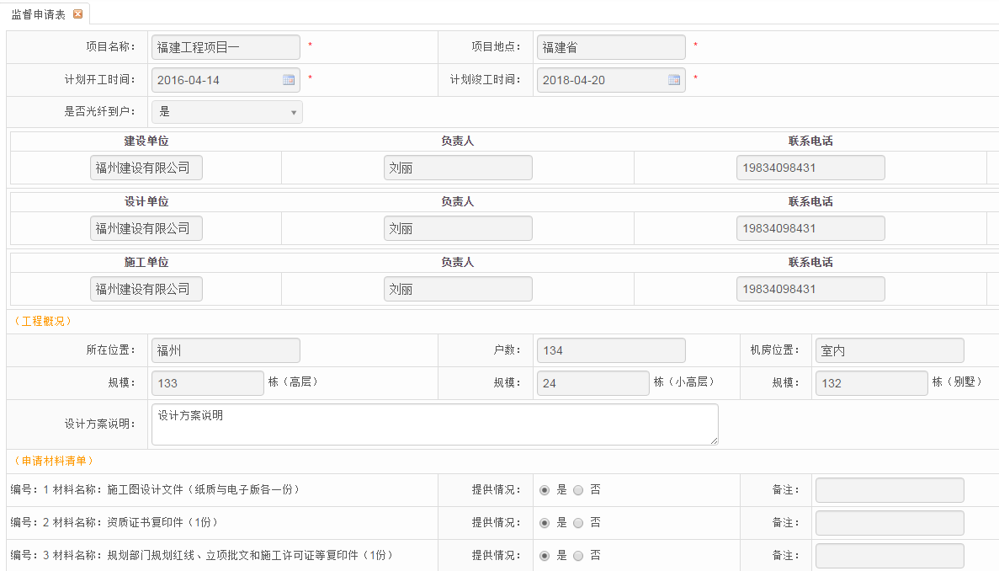 监督申请表
项目名称： 福建工程项目一 * 项目地点： 福建省 *
计划开工时间： 2016-04-14 * 计划竣工时间： 2018-04-20 *
是否光纤到户： 是
建设单位 负责人 联系电话
福州建设有限公司 刘丽 19834098431
设计单位 负责人 联系电话
福州建设有限公司 刘丽 19834098431
施工单位 负责人 联系电话
福州建设有限公司 刘丽 19834098431
（工程概况）
所在位置： 福州 户数： 134 机房位置： 室内
规模： 133 栋（高层） 规模： 24 栋（小高层） 规模： 132 栋（别墅）
设计方案说明： 设计方案说明
（申请材料清单）
编号：1 材料名称：施工图设计文件（纸质与电子版各一份） 提供情况： 是 否 备注：
编号：2 材料名称：资质证书复印件（1份） 提供情况： 是 否 备注：
编号：3 材料名称：规划部门规划红线、立项批文和施工许可证等复印件（1份） 提供情况： 是 否 备注：